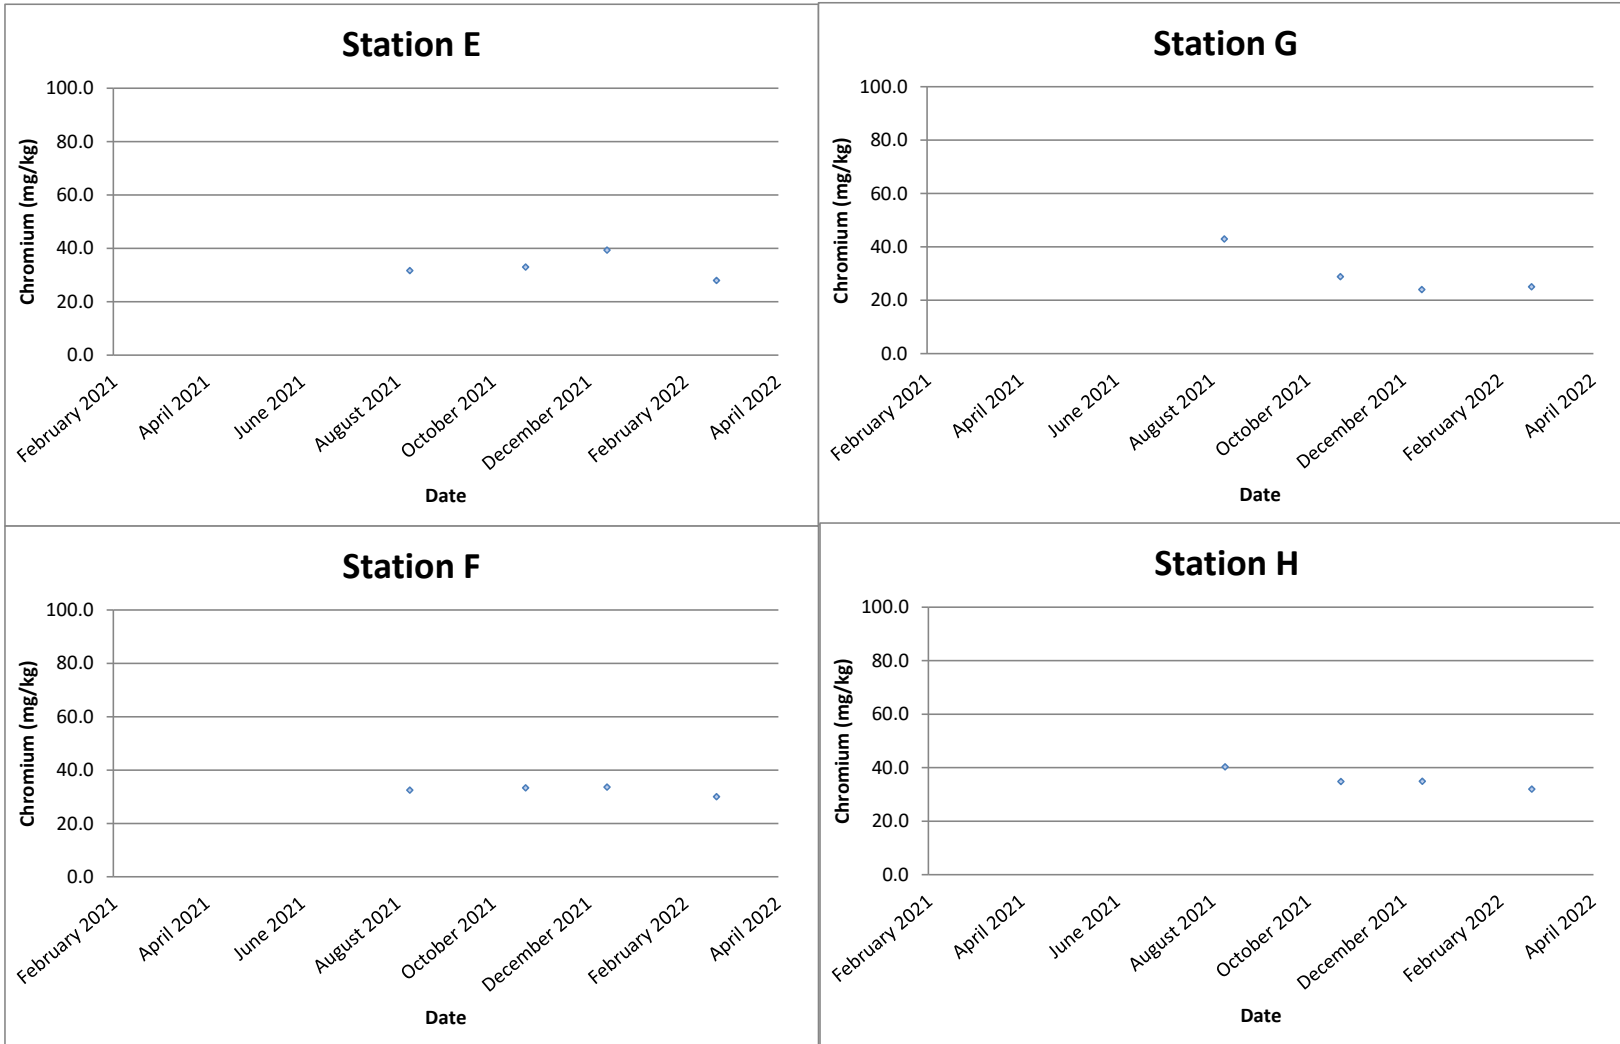 Station E
100.0
80.0
60.0
40.0
20.0
0.0
Chromium (mg/kg)
February 2021
April 2021
June 2021
August 2021
October 2021
December 2021
February 2022
April 2022
Date
Station G
100.0
80.0
60.0
40.0
20.0
0.0
Chromium (mg/kg)
February 2021
April 2021
June 2021
August 2021
October 2021
December 2021
February 2022
April 2022
Date
Station F
100.0
80.0
60.0
40.0
20.0
0.0
Chromium (mg/kg)
February 2021
April 2021
June 2021
August 2021
October 2021
December 2021
February 2022
April 2022
Date
Station H
100.0
80.0
60.0
40.0
20.0
0.0
Chromium (mg/kg)
February 2021
April 2021
June 2021
August 2021
October 2021
December 2021
February 2022
April 2022
Date